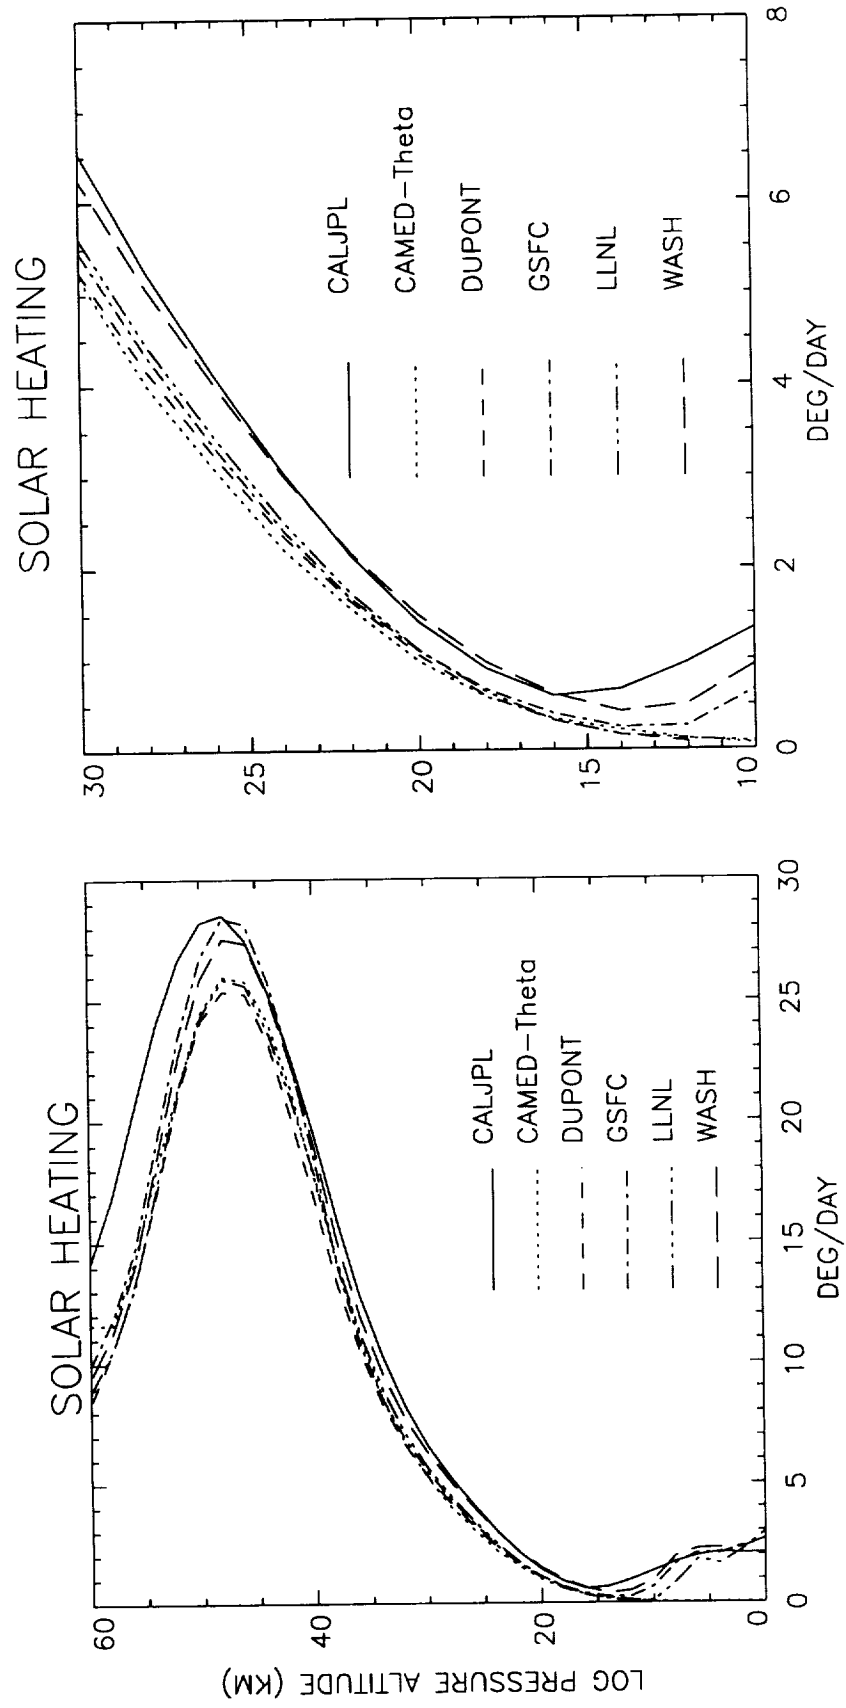 SOLAR HEATING
60
40
20
0
LOG PRESSURE ALTITUDE (KM)
CALJPL
CAMED-Theta
DUPONT
GSFC
LLNL
WASH
0
5
10
15
20
25
30
DEG/DAY
SOLAR HEATING
30
25
20
15
10
CALJPL
CAMED-Theta
DUPONT
GSFC
LLNL
WASH
0
2
4
6
8
DEG/DAY